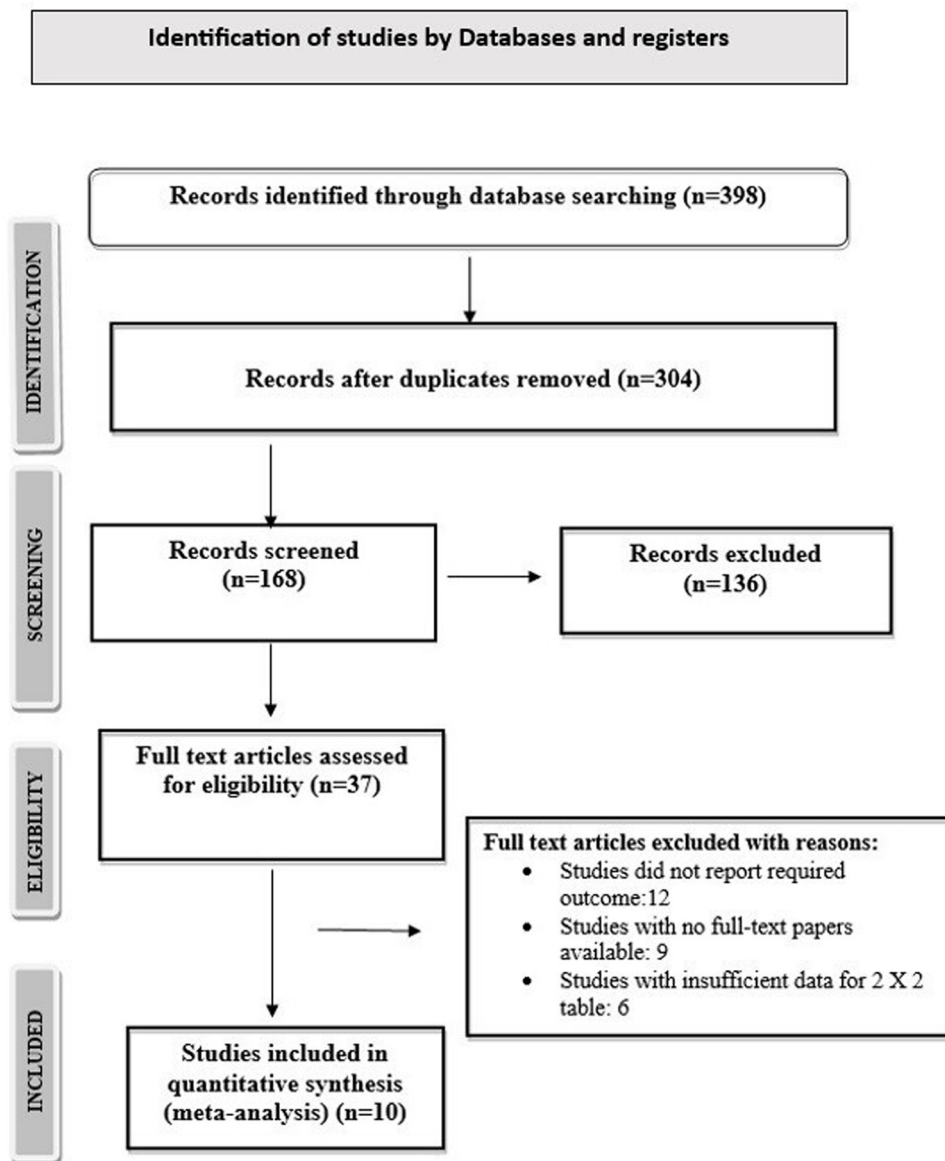 Identification of studies by Databases and registers
Records identified through database searching (n=398)
IDENTIFICATION
Records after duplicates removed (n=304)
SCREENING
Records screened
(n=168)
Records excluded
(n=136)
ELIGIBILITY
Full text articles assessed
for eligibility (n=37)
Full text articles excluded with reasons:
• Studies did not report required
outcome:12
• Studies with no full-text papers
available: 9
• Studies with insufficient data for 2 X 2
table: 6
INCLUDED
Studies included in
quantitative synthesis
(meta-analysis) (n=10)